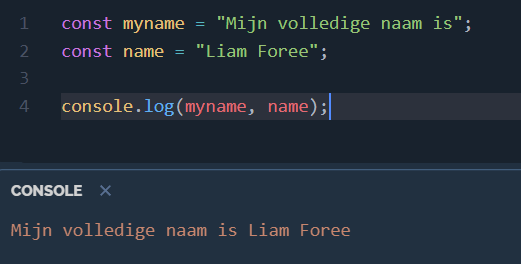 1 const myname = "Mijn volledige naam is";
2 const name = "Liam Foree";
3
4 console.log(myname, name);
CONSOLE ×
Mijn volledige naam is Liam Foree